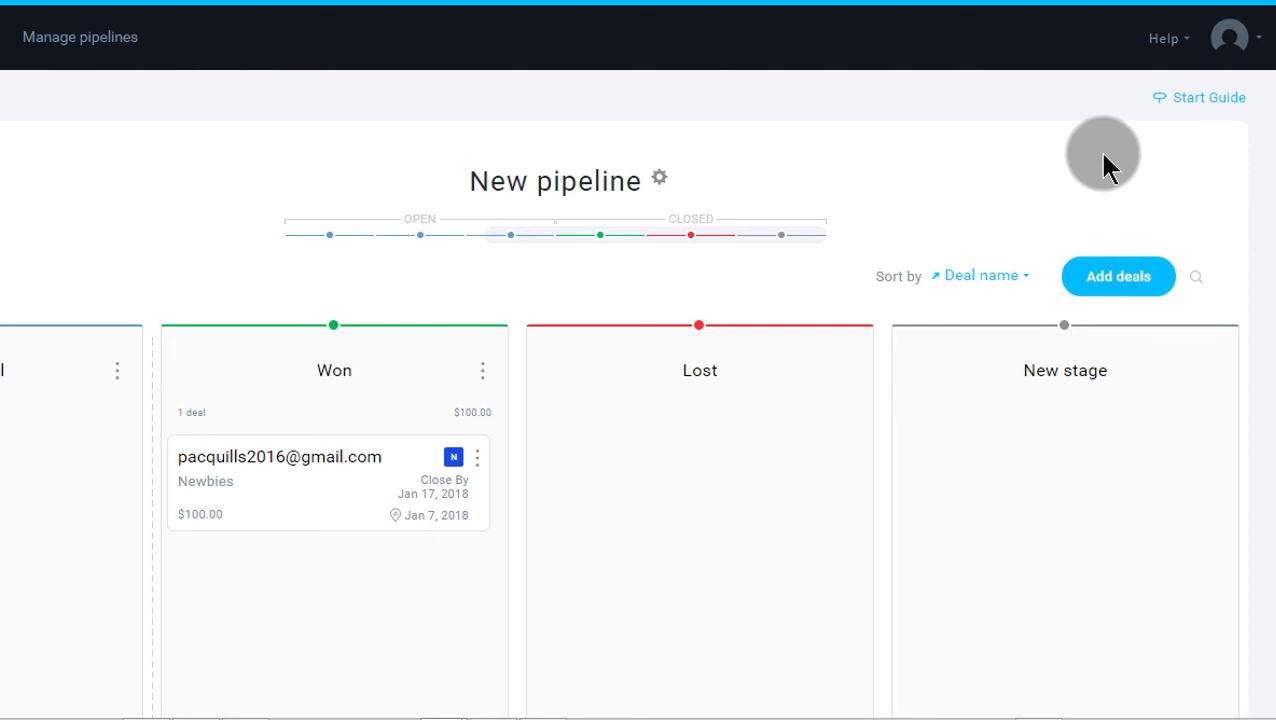 Manage pipelines
Help
Start Guide
New pipeline
OPEN
CLOSED
Sort by Deal name
Add deals
l
Won
Lost
New stage
1 deal
$100.00
pacquills2016@gmail.com
N
Newbies
Close By
Jan 17, 2018
$100.00
Jan 7, 2018